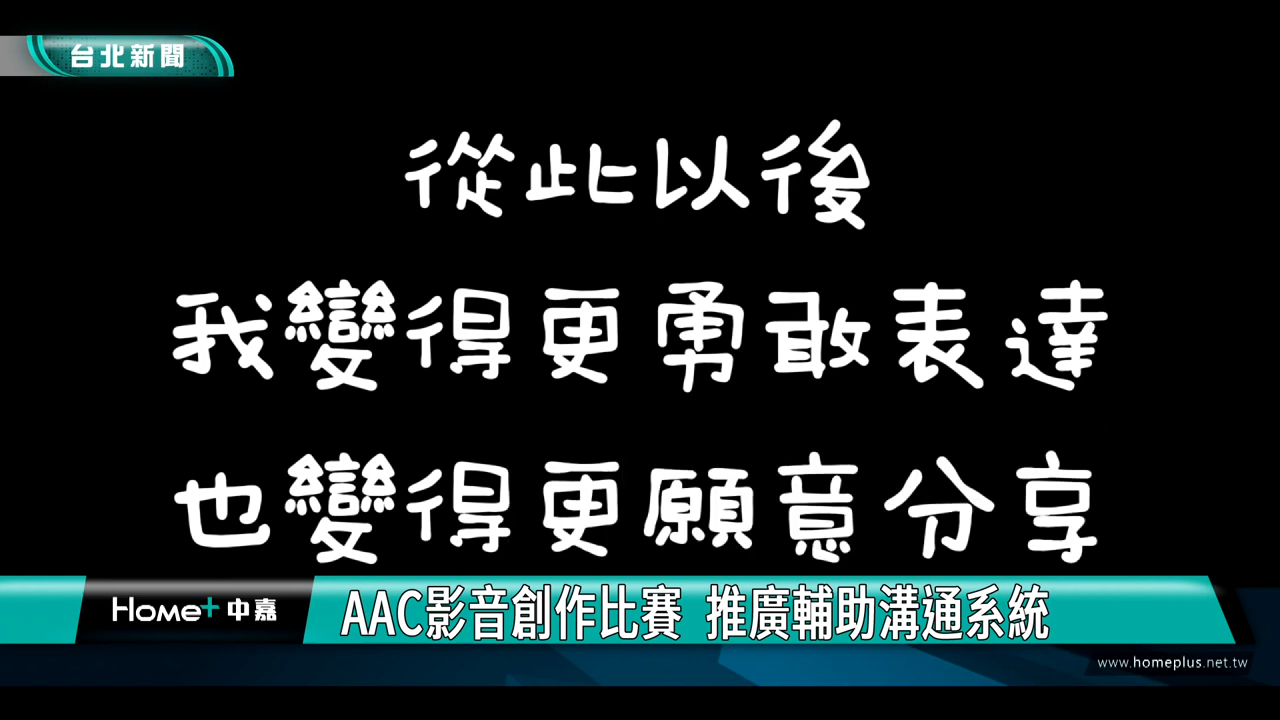 台北新聞
從此以後
我變得更勇敢表達
也變得更願意分享
Home+中嘉
AAC影音創作比賽 推廣輔助溝通系統
www.homeplus.net.tw